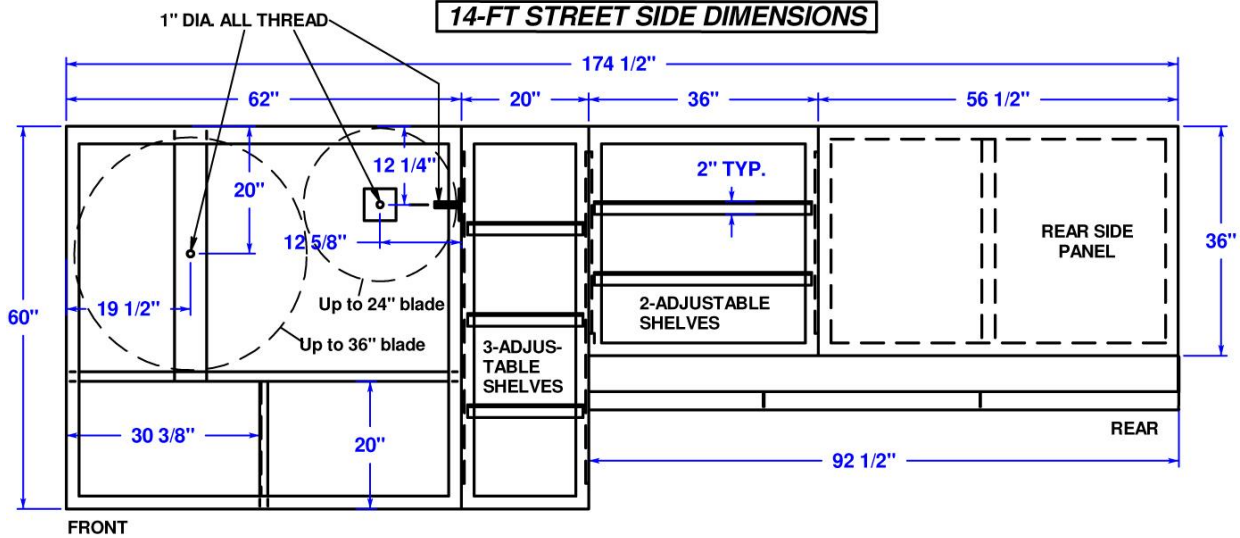 14-FT STREET SIDE DIMENSIONS
1" DIA. ALL THREAD
174 1/2"
62"
20"
36"
56 1/2"
12 1/4"
20"
2" TYP.
12 5/8"
REAR SIDE
PANEL
36"
60"
19 1/2"
Up to 24" blade
2-ADJUSTABLE
SHELVES
Up to 36" blade
3-ADJUS-
TABLE
SHELVES
30 3/8"
20"
REAR
92 1/2"
FRONT